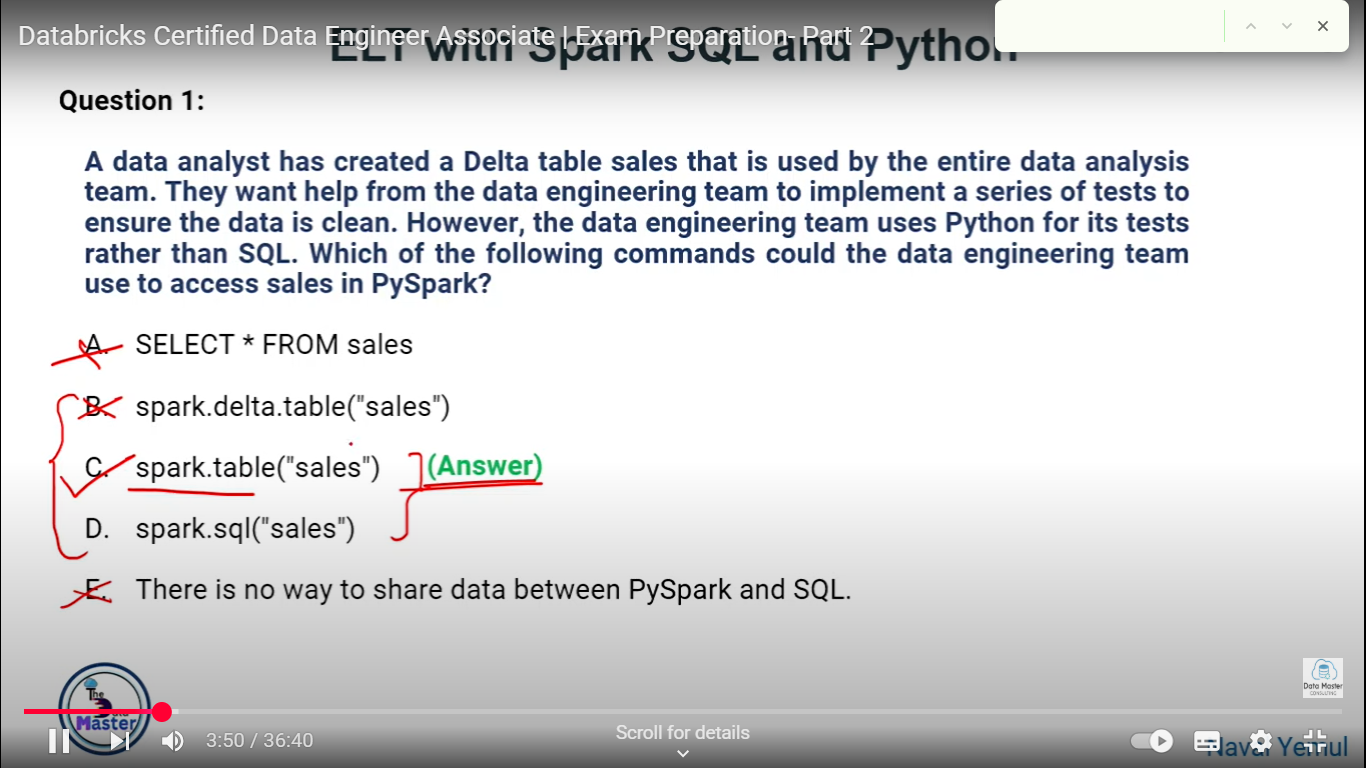 Databricks Certified Data Engineer Associate | Exam Preparation- Part 2
ELT with Spark SQL and Python
Question 1:
A data analyst has created a Delta table sales that is used by the entire data analysis
team. They want help from the data engineering team to implement a series of tests to
ensure the data is clean. However, the data engineering team uses Python for its tests
rather than SQL. Which of the following commands could the data engineering team
use to access sales in PySpark?
A. SELECT * FROM sales
B. spark.delta.table("sales")
C. spark.table("sales") (Answer)
D. spark.sql("sales")
E. There is no way to share data between PySpark and SQL.
The
Master
Data Master
CONSULTING
3:50 / 36:40
Scroll for details
Naval Yemul